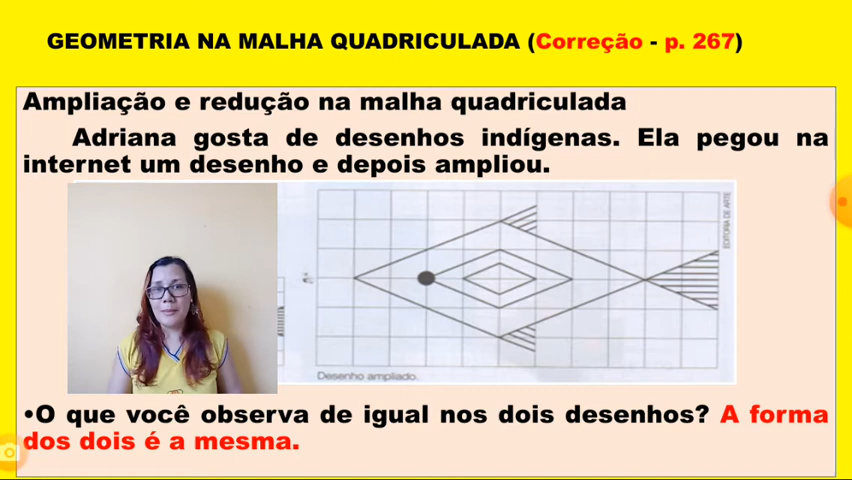 GEOMETRIA NA MALHA QUADRICULADA (Correção - p. 267)
Ampliação e redução na malha quadriculada
Adriana gosta de desenhos indígenas. Ela pegou na
internet um desenho e depois ampliou.
EDITORIA DE ARTE
Desenho ampliado.
•O que você observa de igual nos dois desenhos? A forma
dos dois é a mesma.